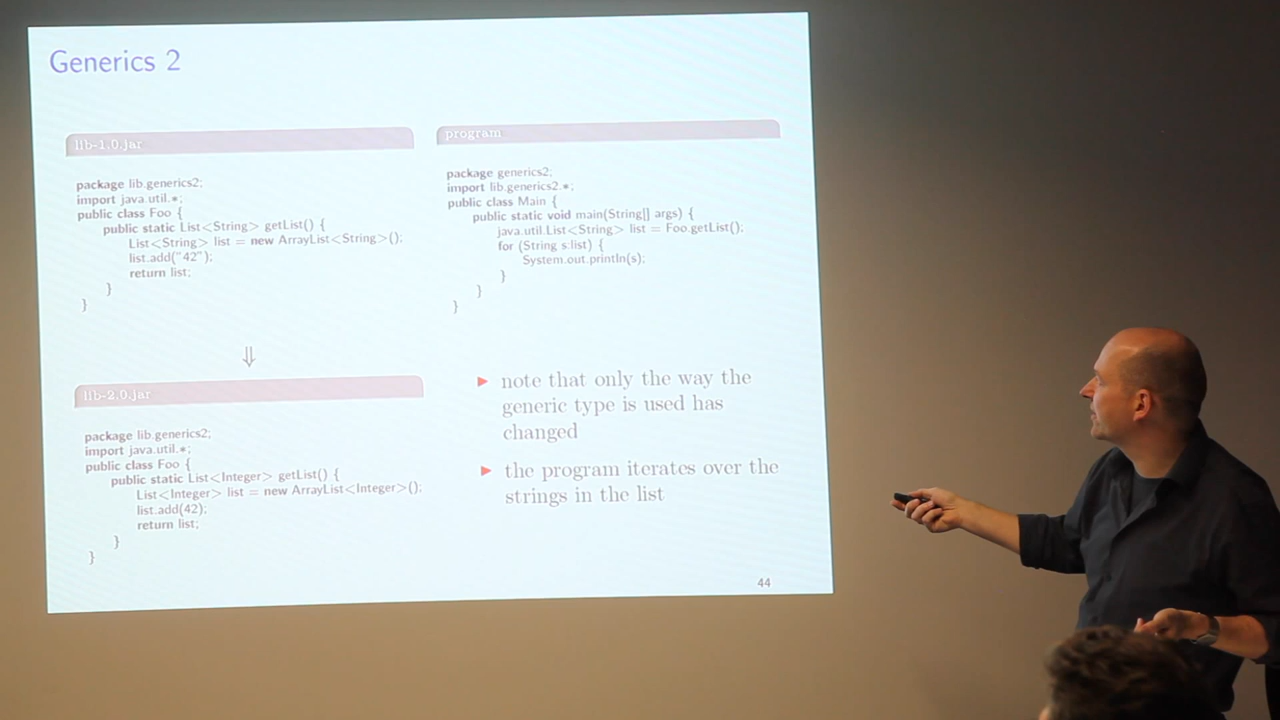 Generics 2
lib-1.0.jar
package lib.generics2;
import java.util.*;
public class Foo {
public static List<String> getList() {
List<String> list = new ArrayList<String>();
list.add("42");
return list;
}
}
⇓
lib-2.0.jar
package lib.generics2;
import java.util.*;
public class Foo {
public static List<Integer> getList() {
List<Integer> list = new ArrayList<Integer>();
list.add(42);
return list;
}
}
program
package generics2;
import lib.generics2.*;
public class Main {
public static void main(String[] args) {
java.util.List<String> list = Foo.getList();
for (String s:list) {
System.out.println(s);
}
}
}
note that only the way the
generic type is used has
changed
the program iterates over the
strings in the list
44